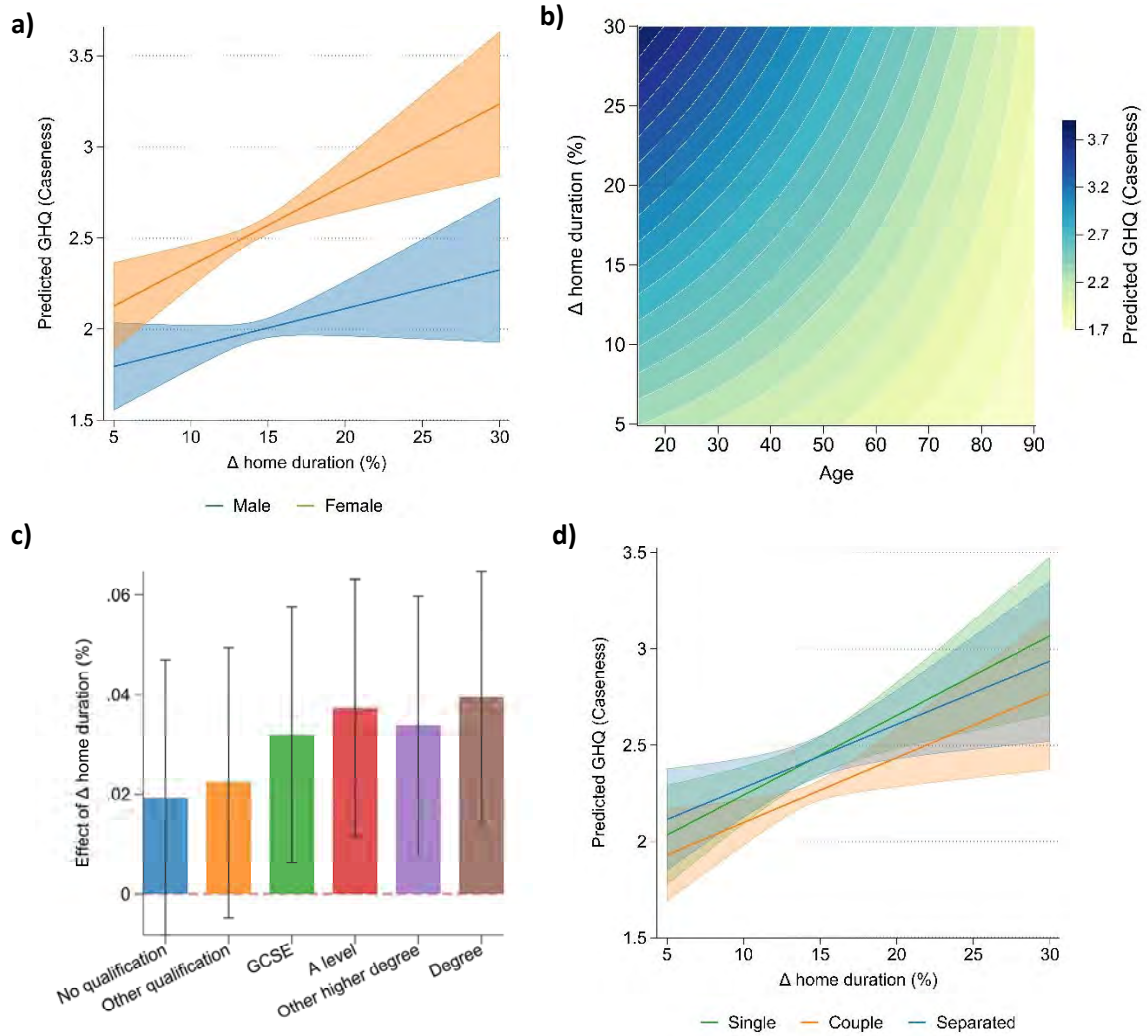 a)
3.5
3
2.5
2
1.5
Predicted GHQ (Caseness)
5 10 15 20 25 30
Δ home duration (%)
Male Female
b)
30
25
20
15
10
5
Δ home duration (%)
20 30 40 50 60 70 80 90
Age
3.7
3.2
2.7
2.2
1.7
Predicted GHQ (Caseness)
c)
.06
.04
.02
0
Effect of Δ home duration (%)
No qualification
Other qualification
GCSE
A level
Other higher degree
Degree
d)
3.5
3
2.5
2
1.5
Predicted GHQ (Caseness)
5 10 15 20 25 30
Δ home duration (%)
Single Couple Separated